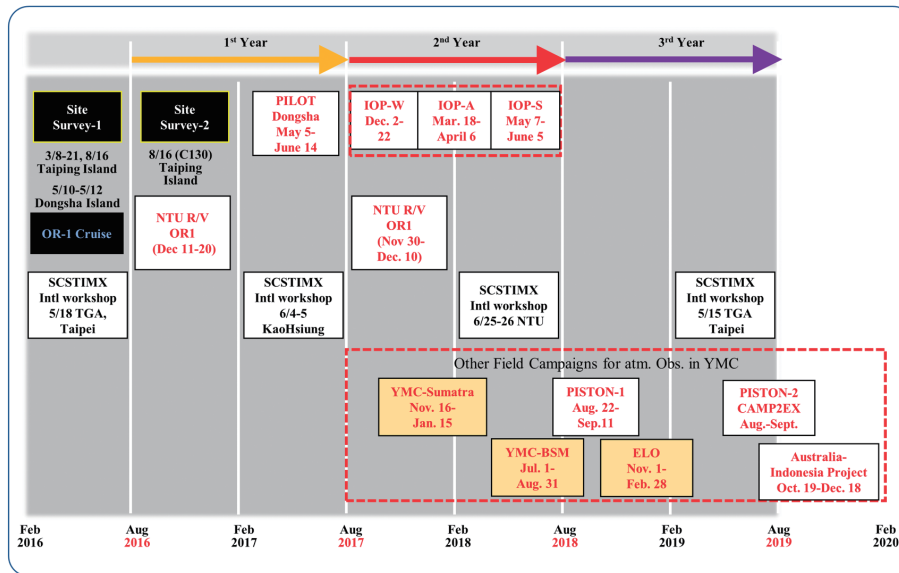 1st Year
2nd Year
3rd Year
Site
Survey-1
3/8-21, 8/16
Taiping Island
5/10-5/12
Dongsha Island
OR-1 Cruise
Site
Survey-2
8/16 (C130)
Taiping
Island
NTU R/V
OR1
(Dec 11-20)
PILOT
Dongsha
May 5-
June 14
IOP-W
Dec. 2-
22
IOP-A
Mar. 18-
April 6
IOP-S
May 7-
June 5
NTU R/V
OR1
(Nov 30-
Dec. 10)
SCSTIMX
Intl workshop
5/18 TGA,
Taipei
SCSTIMX
Intl workshop
6/4-5
KaoHsiung
SCSTIMX
Intl workshop
6/25-26 NTU
SCSTIMX
Intl workshop
5/15 TGA
Taipei
Other Field Campaigns for atm. Obs. in YMC
YMC-Sumatra
Nov. 16-
Jan. 15
PISTON-1
Aug. 22-
Sep.11
PISTON-2
CAMP2EX
Aug.-Sept.
YMC-BSM
Jul. 1-
Aug. 31
ELO
Nov. 1-
Feb. 28
Australia-
Indonesia Project
Oct. 19-Dec. 18
Feb
2016
Aug
2016
Feb
2017
Aug
2017
Feb
2018
Aug
2018
Feb
2019
Aug
2019
Feb
2020